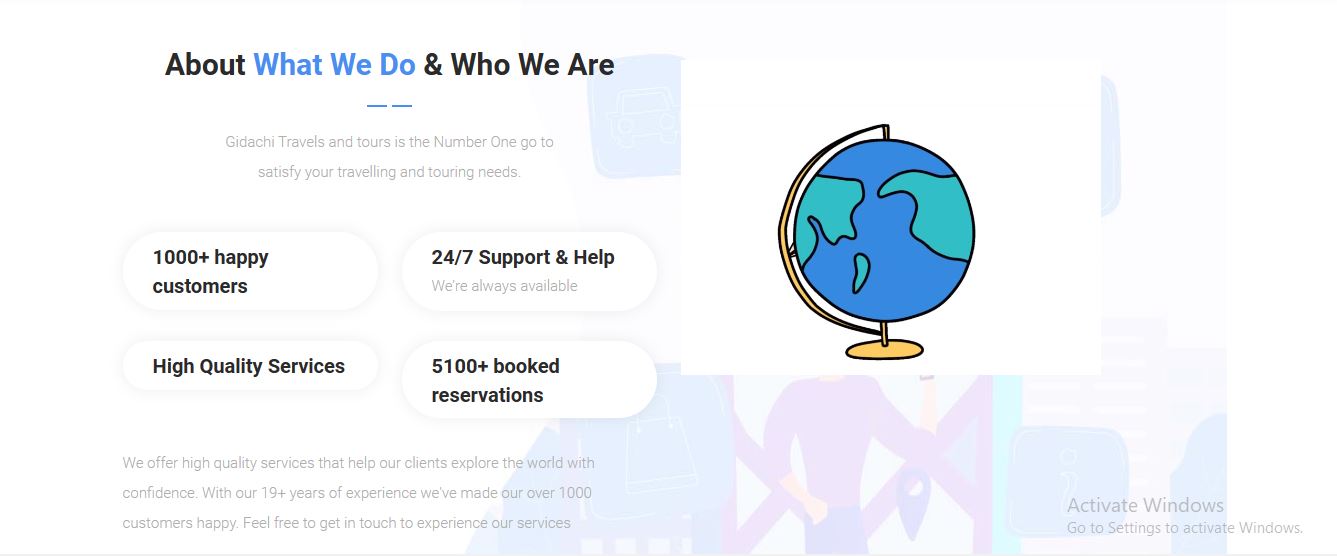 About What We Do & Who We Are
Gidachi Travels and tours is the Number One go to
satisfy your travelling and touring needs.
1000+ happy
customers
24/7 Support & Help
We're always available
High Quality Services
5100+ booked
reservations
We offer high quality services that help our clients explore the world with
confidence. With our 19+ years of experience we've made our over 1000
customers happy. Feel free to get in touch to experience our services
Activate Windows
Go to Settings to activate Windows.